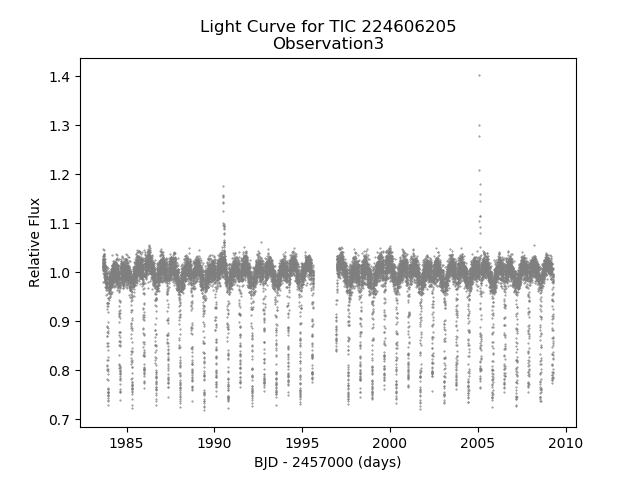 Light Curve for TIC 224606205
Observation3
1.4
1.3
1.2
1.1
1.0
0.9
0.8
0.7
Relative Flux
1985 1990 1995 2000 2005 2010
BJD - 2457000 (days)